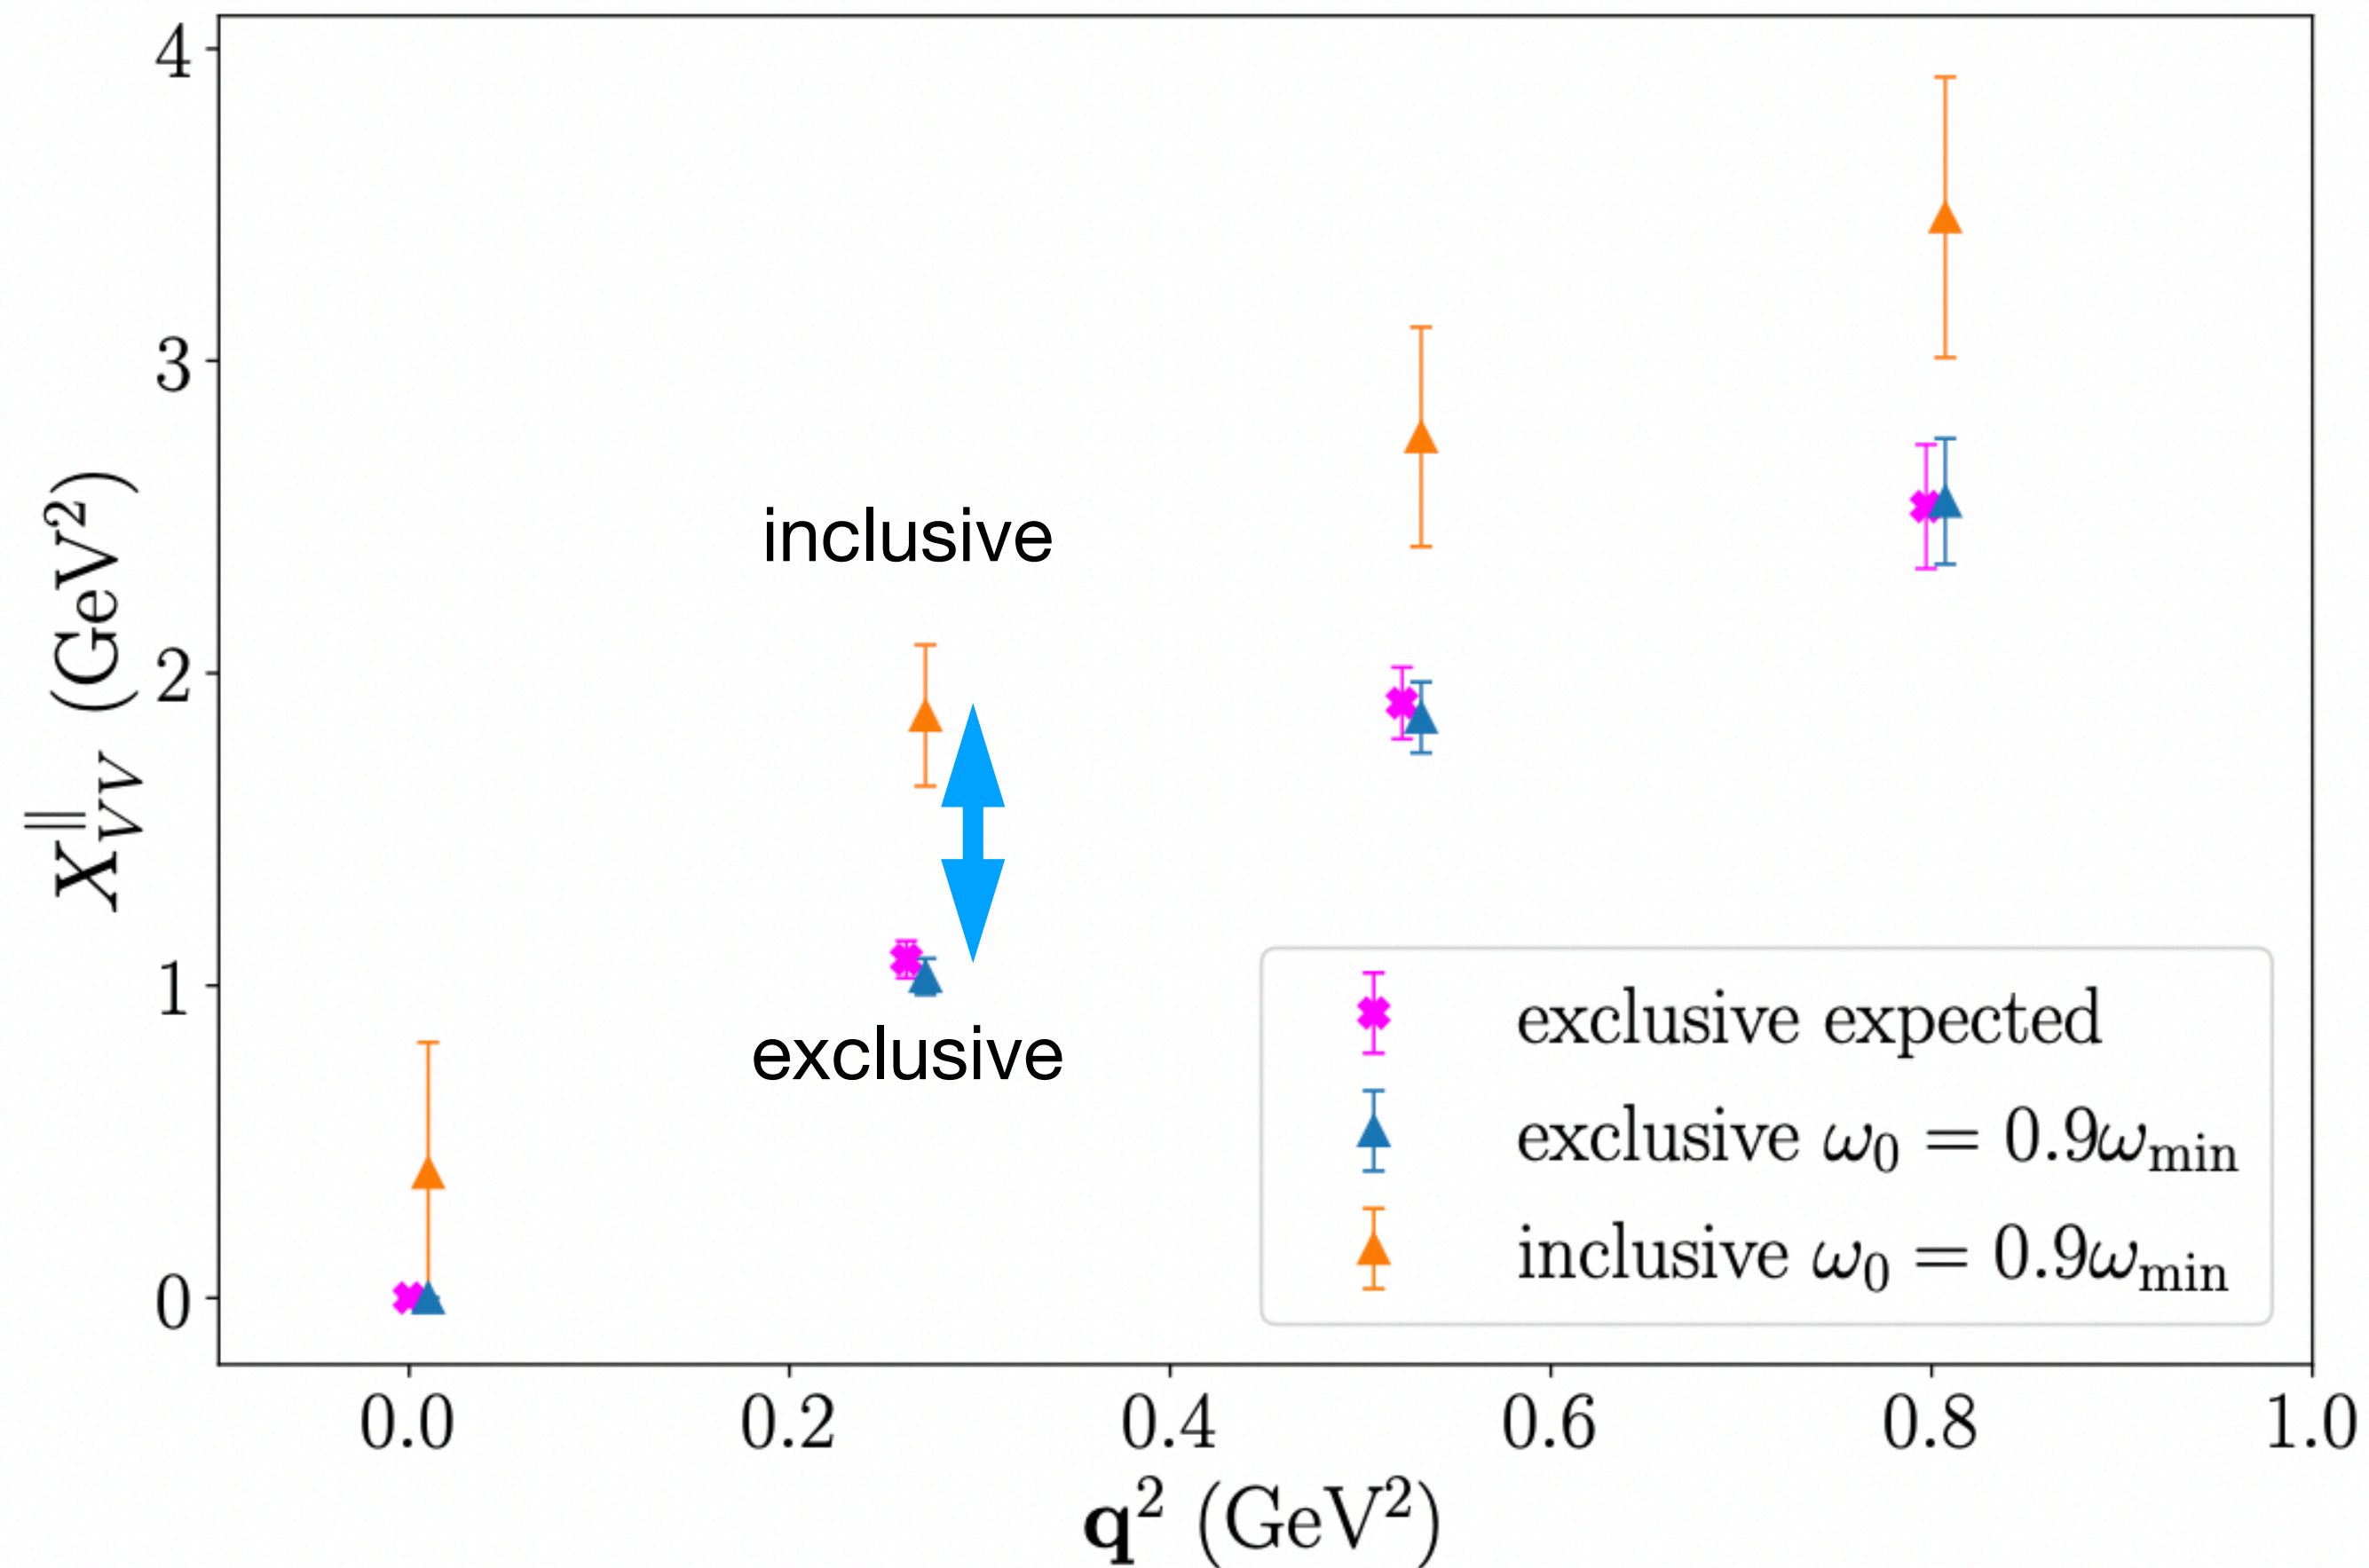 4
3
2
1
0
X^∥_{VV} (GeV²)
inclusive
exclusive
exclusive expected
exclusive ω₀ = 0.9ω_min
inclusive ω₀ = 0.9ω_min
0.0 0.2 0.4 0.6 0.8 1.0
q² (GeV²)